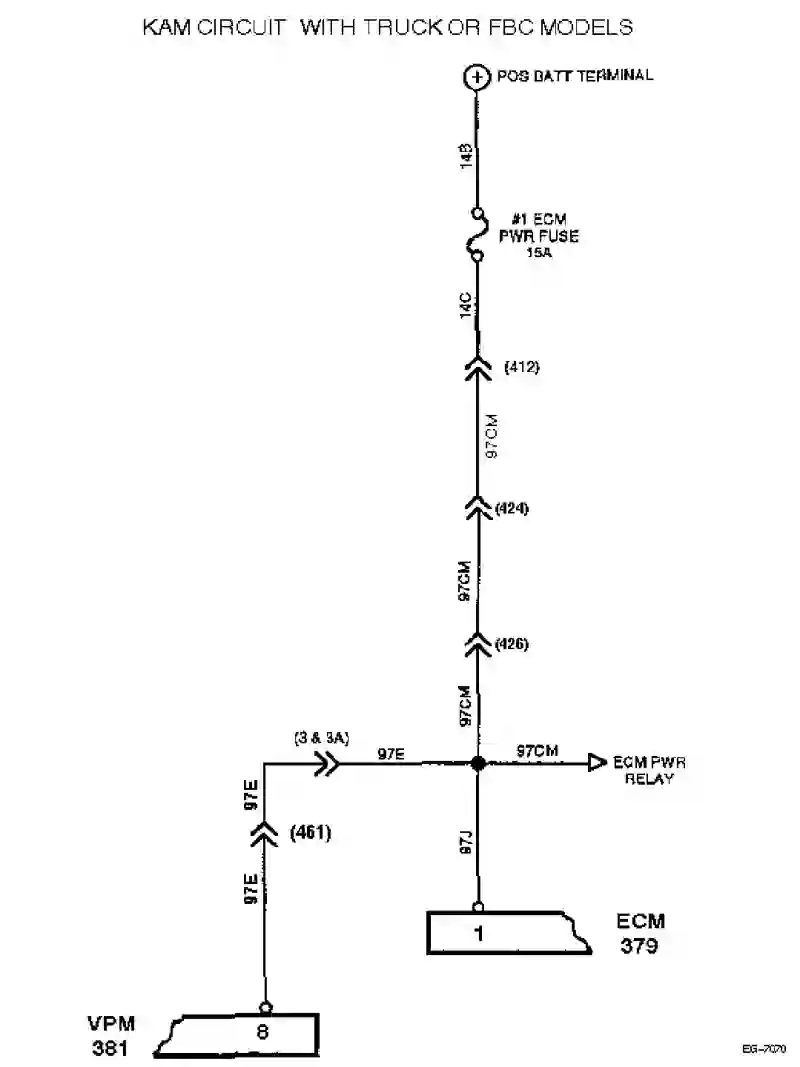 KAM CIRCUIT WITH TRUCK OR FBC MODELS
POS BATT TERMINAL
14B
#1 ECM
PWR FUSE
15A
14C
(412)
97CM
(424)
97CM
(426)
97CM
(3 & 3A)
97E
97CM
ECM PWR
RELAY
97E
(461)
97J
97E
ECM
379
1
VPM
381
8
EG-7070